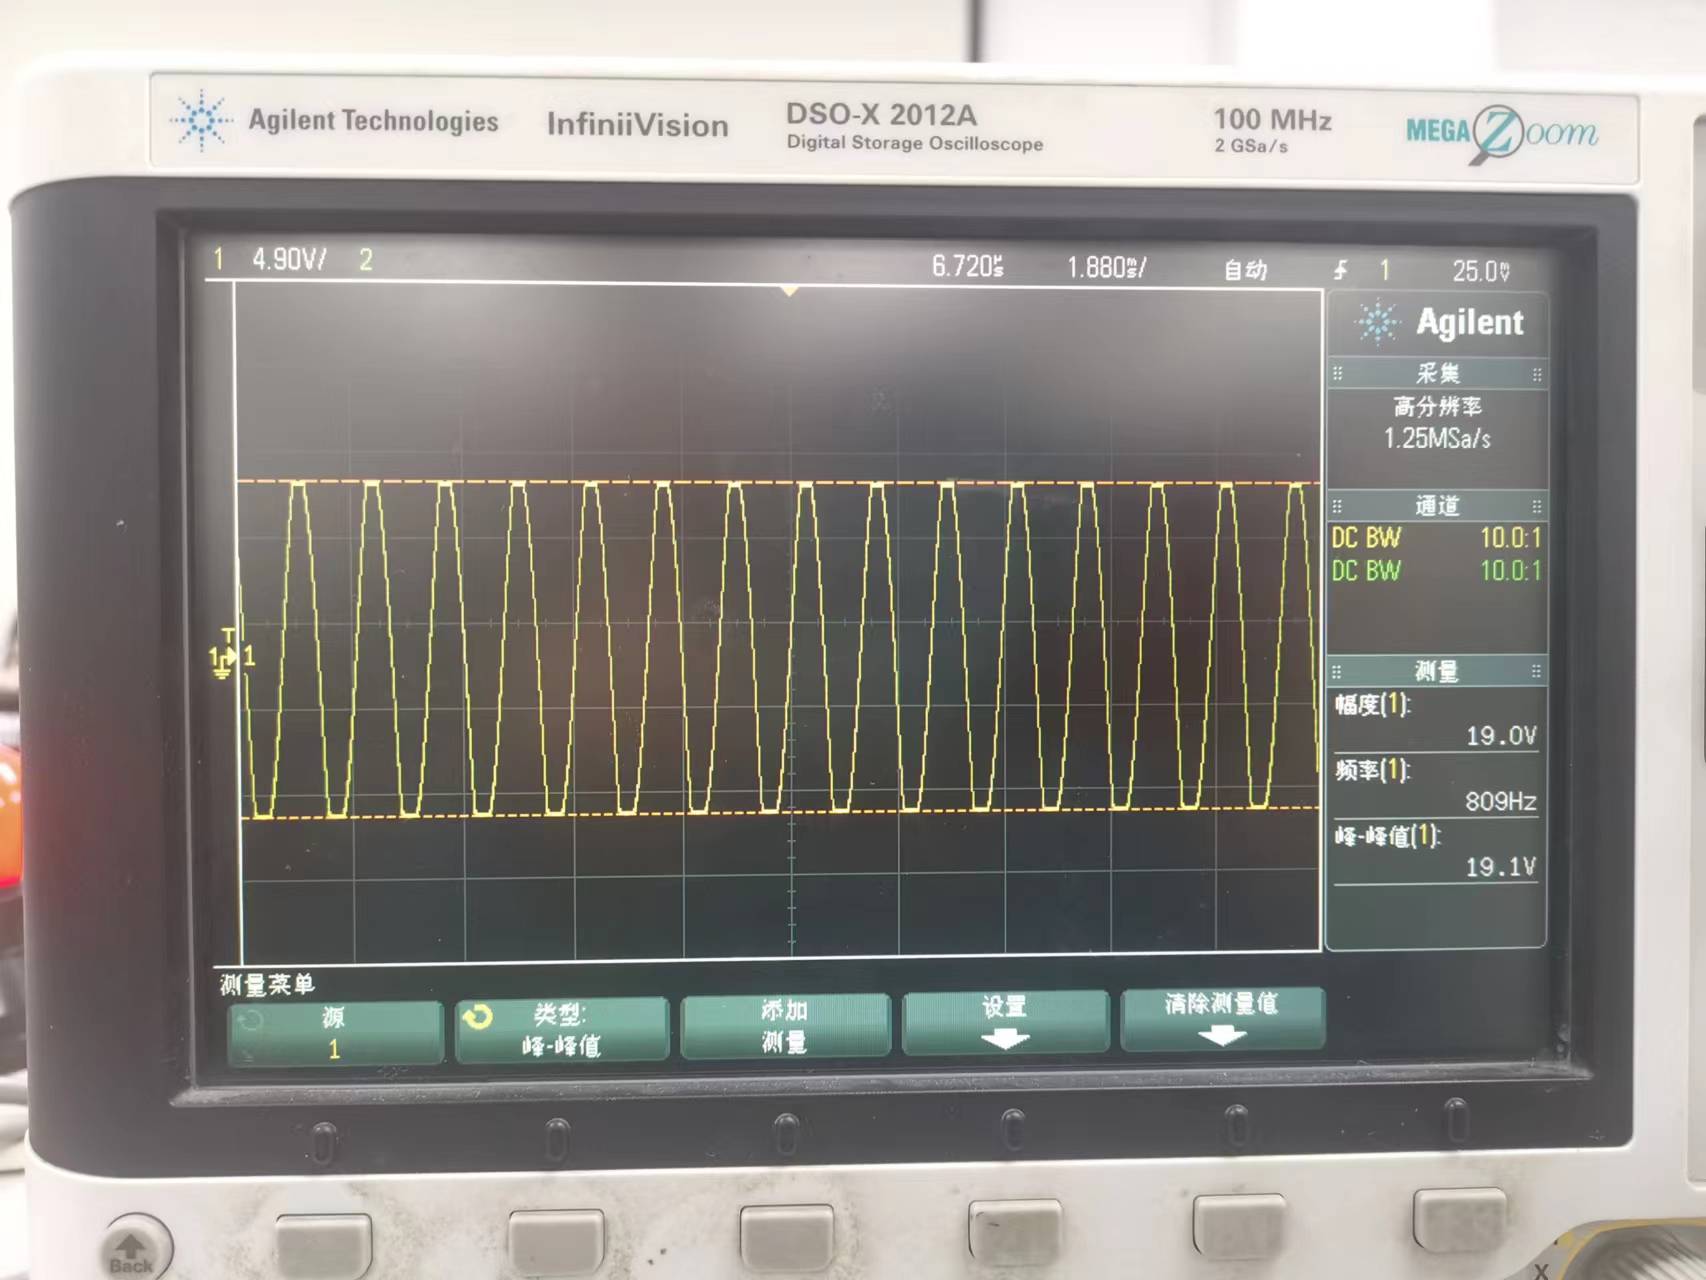 Agilent Technologies InfiniiVision DSO-X 2012A 100 MHz MEGA Zoom
Digital Storage Oscilloscope 2 GSa/s
1 4.90V/ 2 6.720µs 1.880ms/ 自动 1 25.0mV
Agilent
采集
高分辨率
1.25MSa/s
通道
DC BW 10.0:1
DC BW 10.0:1
T
1 1
测量
幅度(1):
19.0V
频率(1):
809Hz
峰-峰值(1):
19.1V
测量菜单
源
1
类型:
峰-峰值
添加
测量
设置
清除测量值
Back
X